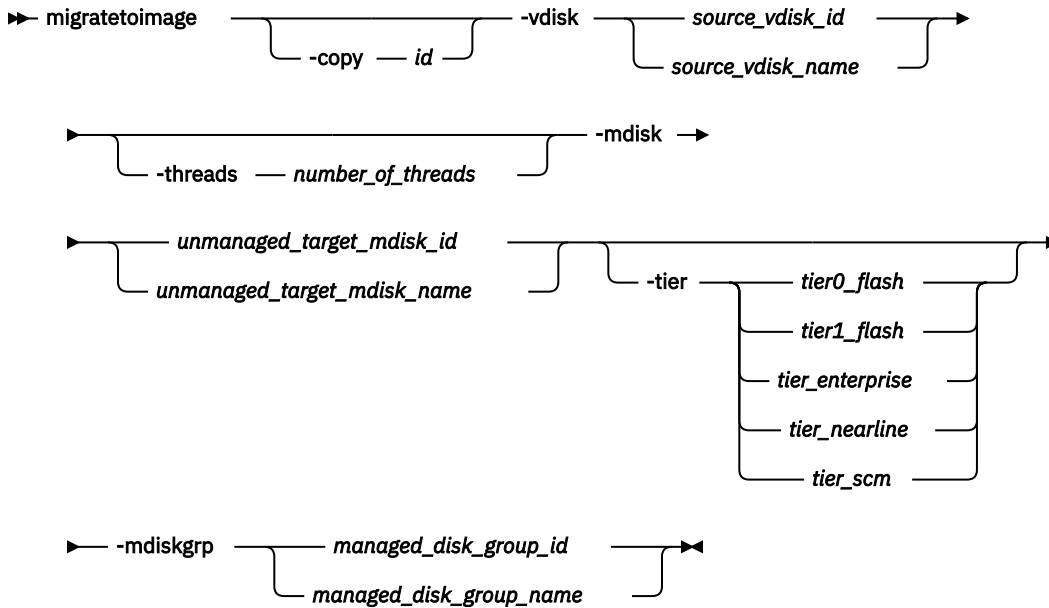 migratetoimage -vdisk source_vdisk_id
-copy id source_vdisk_name
-mdisk
-threads number_of_threads
unmanaged_target_mdisk_id
unmanaged_target_mdisk_name -tier tier0_flash
tier1_flash
tier_enterprise
tier_nearline
tier_scm
-mdiskgrp managed_disk_group_id
managed_disk_group_name